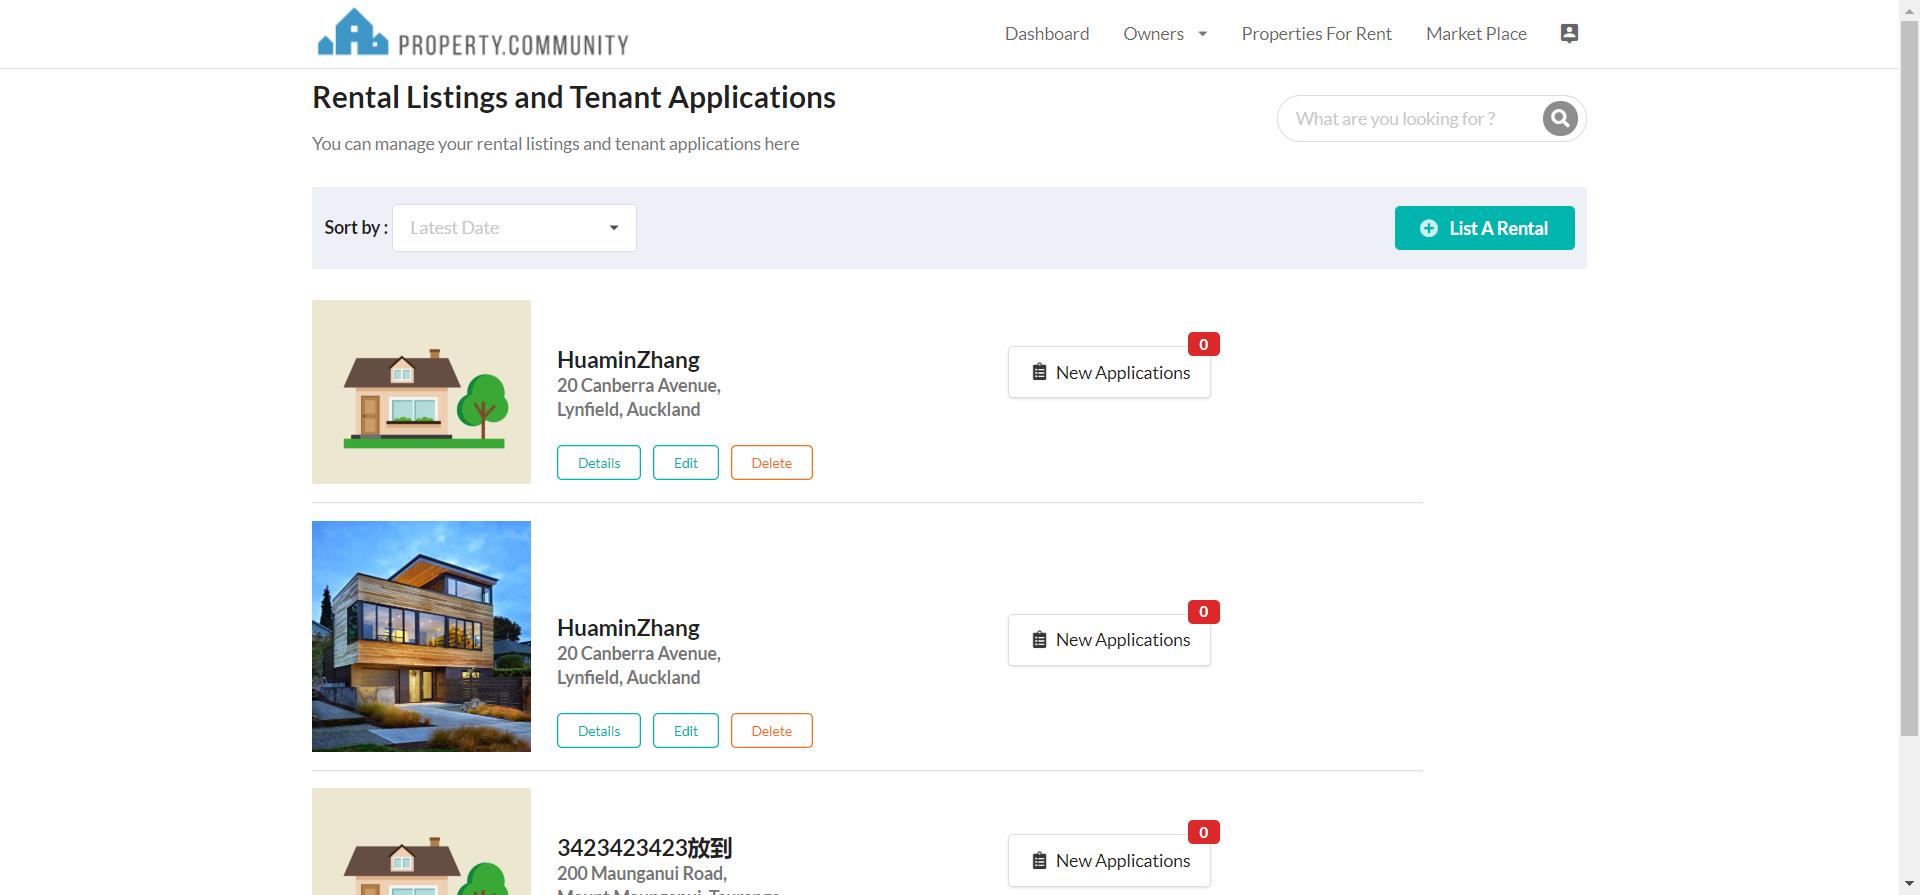 PROPERTY.COMMUNITY
Dashboard
Owners
Properties For Rent
Market Place
Rental Listings and Tenant Applications
You can manage your rental listings and tenant applications here
What are you looking for ?
Sort by :
Latest Date
List A Rental
HuaminZhang
20 Canberra Avenue,
Lynfield, Auckland
Details
Edit
Delete
0
New Applications
HuaminZhang
20 Canberra Avenue,
Lynfield, Auckland
Details
Edit
Delete
0
New Applications
3423423423放到
200 Maunganui Road,
Mount Maunganui, Tauranga
0
New Applications